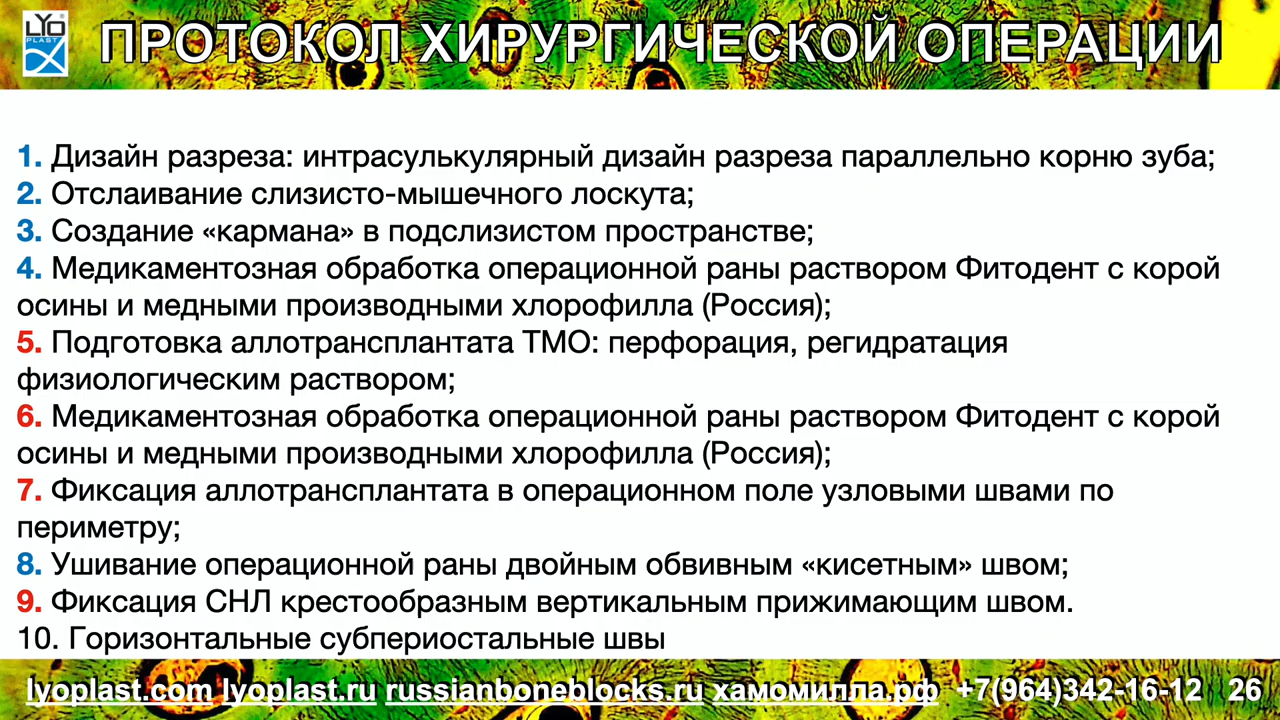 LYO
PLAST
ПРОТОКОЛ ХИРУРГИЧЕСКОЙ ОПЕРАЦИИ
1. Дизайн разреза: интрасулькулярный дизайн разреза параллельно корню зуба;
2. Отслаивание слизисто-мышечного лоскута;
3. Создание «кармана» в подслизистом пространстве;
4. Медикаментозная обработка операционной раны раствором Фитодент с корой
осины и медными производными хлорофилла (Россия);
5. Подготовка аллотрансплантата ТМО: перфорация, регидратация
физиологическим раствором;
6. Медикаментозная обработка операционной раны раствором Фитодент с корой
осины и медными производными хлорофилла (Россия);
7. Фиксация аллотрансплантата в операционном поле узловыми швами по
периметру;
8. Ушивание операционной раны двойным обвивным «кисетным» швом;
9. Фиксация СНЛ крестообразным вертикальным прижимающим швом.
10. Горизонтальные субпериостальные швы
lyoplast.com lyoplast.ru russianboneblocks.ru хамомилла.рф +7(964)342-16-12 26